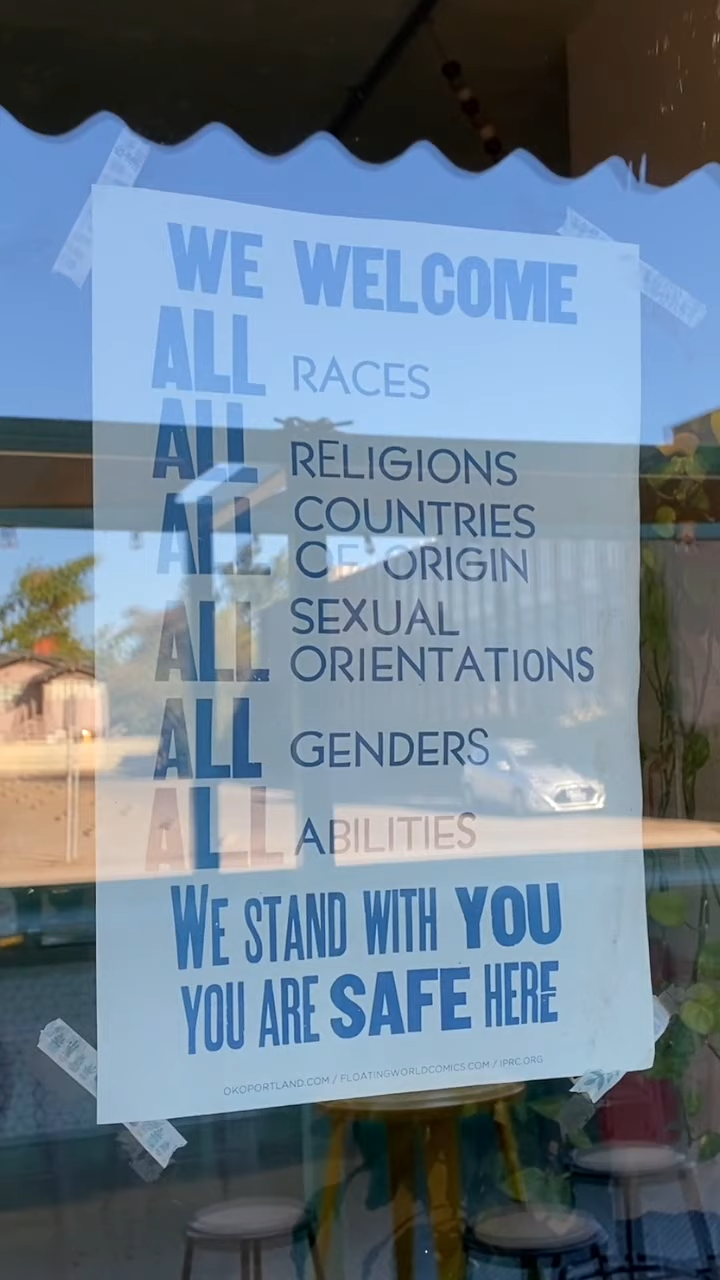 WE WELCOME
ALL RACES
ALL RELIGIONS
ALL COUNTRIES
OF ORIGIN
ALL SEXUAL
ORIENTATIONS
ALL GENDERS
ALL ABILITIES
WE STAND WITH YOU
YOU ARE SAFE HERE
OKOPORTLAND.COM / FLOATINGWORLDCOMICS.COM / IPRC.ORG